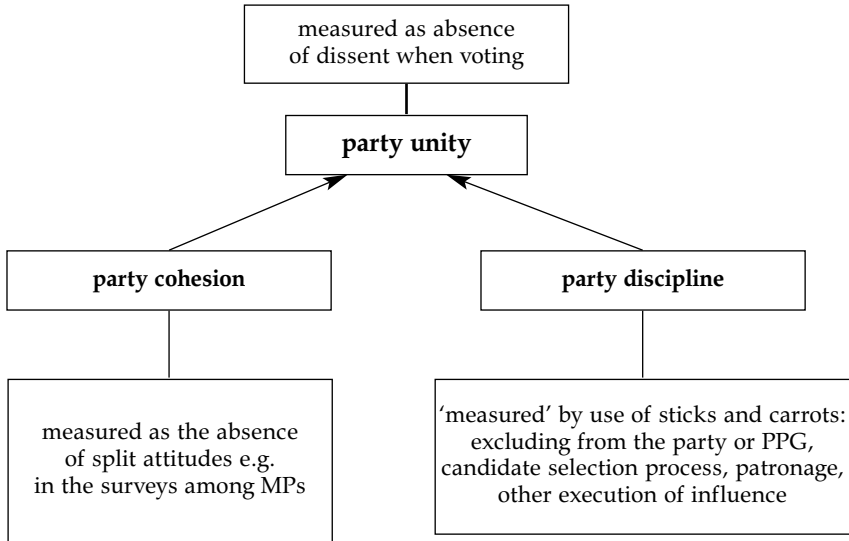 measured as absence
of dissent when voting
party unity
party cohesion
party discipline
measured as the absence
of split attitudes e.g.
in the surveys among MPs
‘measured’ by use of sticks and carrots:
excluding from the party or PPG,
candidate selection process, patronage,
other execution of influence